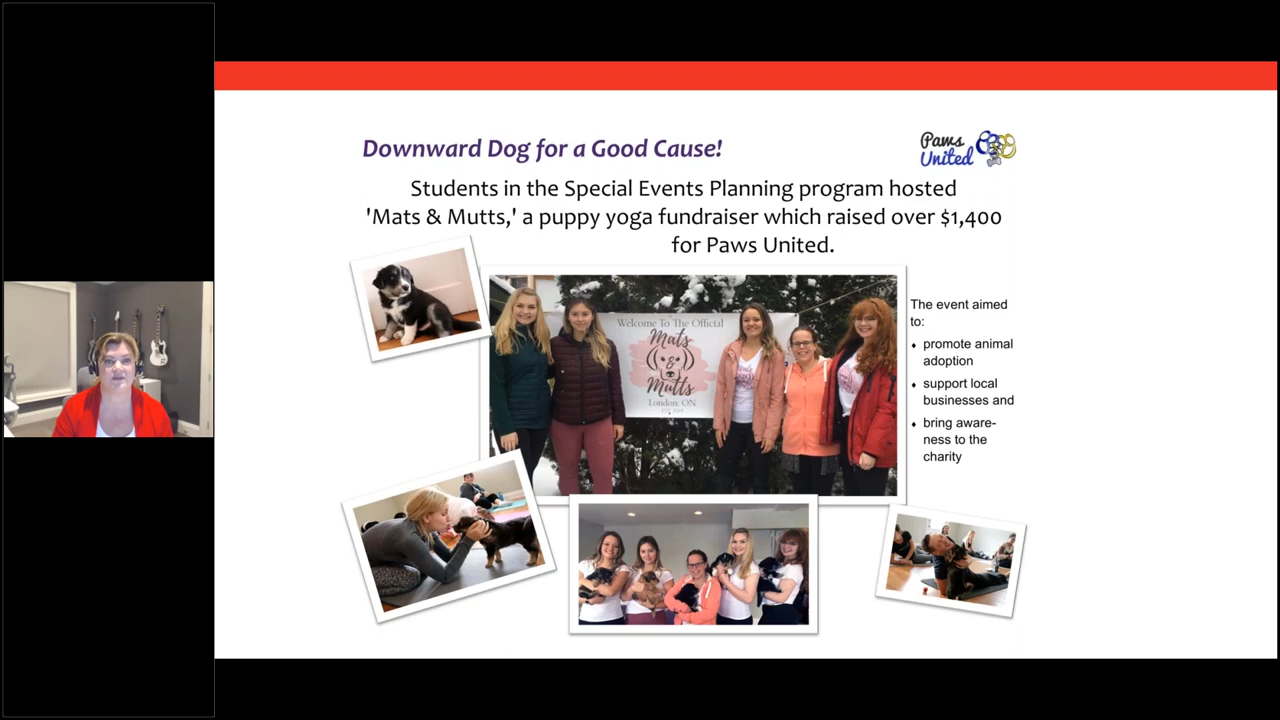 Downward Dog for a Good Cause!
Paws
United
Students in the Special Events Planning program hosted
'Mats & Mutts,' a puppy yoga fundraiser which raised over $1,400
for Paws United.
Welcome To The Official
Mats
&
Mutts
London, ON
The event aimed
to:
⬧ promote animal
adoption
⬧ support local
businesses and
⬧ bring aware-
ness to the
charity